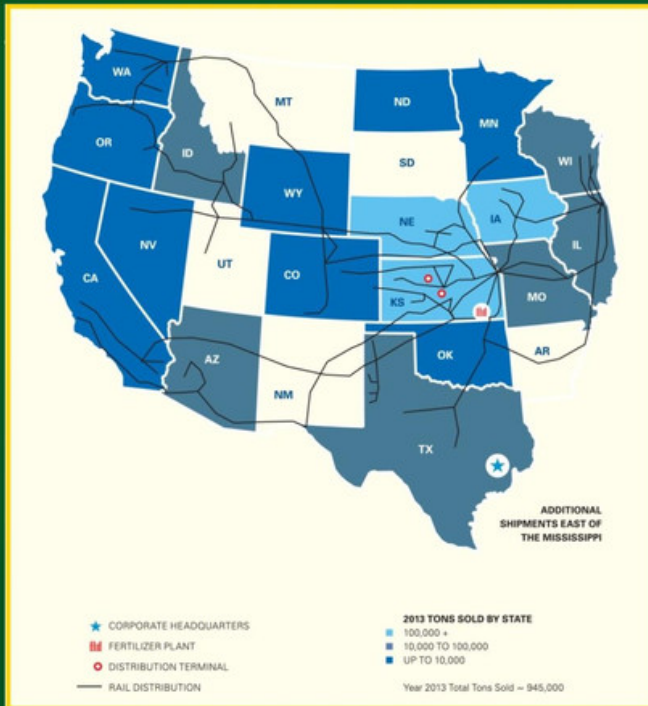 WA
MT
ND
MN
OR
ID
WI
SD
WY
NE
IA
NV
UT
CO
IL
CA
KS
MO
AZ
NM
OK
AR
TX
ADDITIONAL
SHIPMENTS EAST OF
THE MISSISSIPPI
CORPORATE HEADQUARTERS
FERTILIZER PLANT
DISTRIBUTION TERMINAL
RAIL DISTRIBUTION
2013 TONS SOLD BY STATE
100,000 +
10,000 TO 100,000
UP TO 10,000
Year 2013 Total Tons Sold ~ 945,000